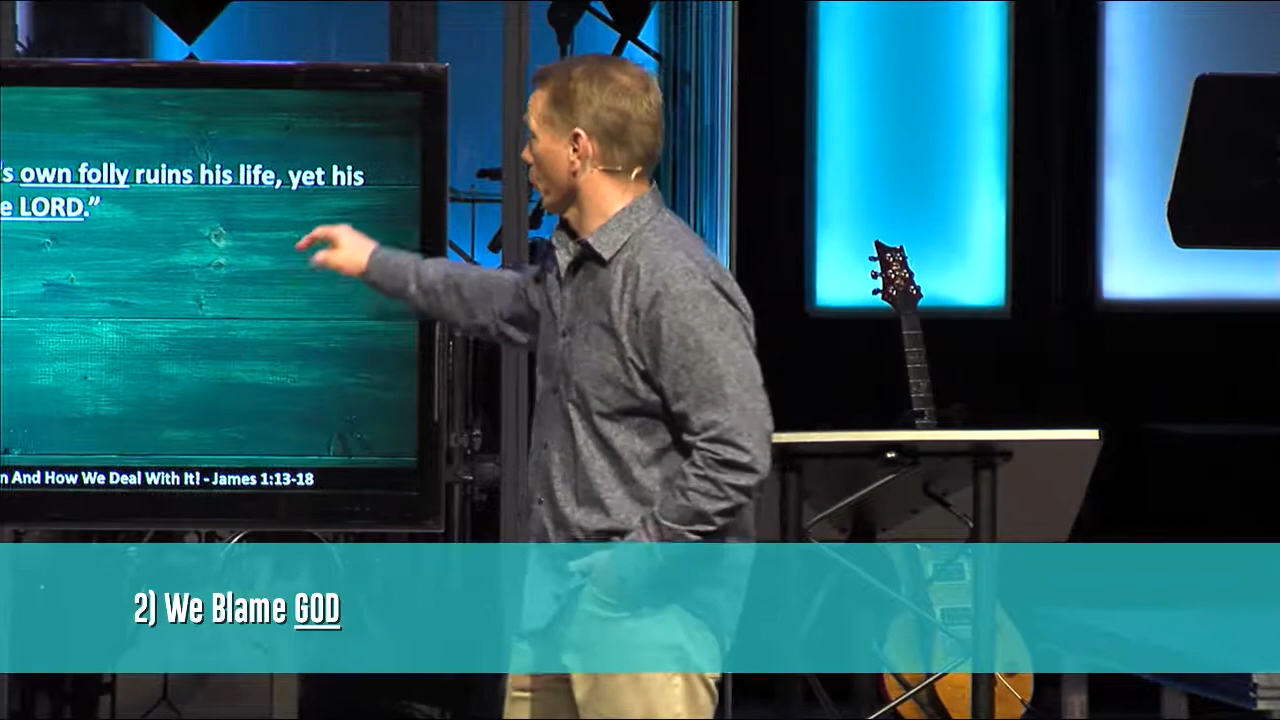 's own folly ruins his life, yet his
e LORD."
n And How We Deal With It! - James 1:13-18
2) We Blame GOD